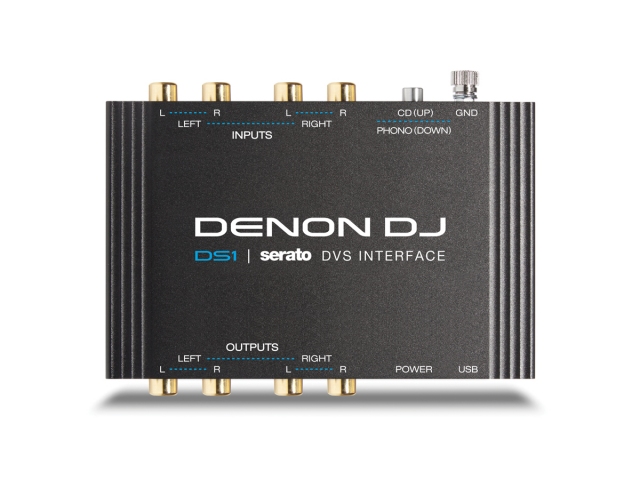 L R L R CD (UP) GND
LEFT RIGHT PHONO (DOWN)
INPUTS
DENON DJ
DS1 | serato DVS INTERFACE
OUTPUTS
LEFT RIGHT
L R L R POWER USB